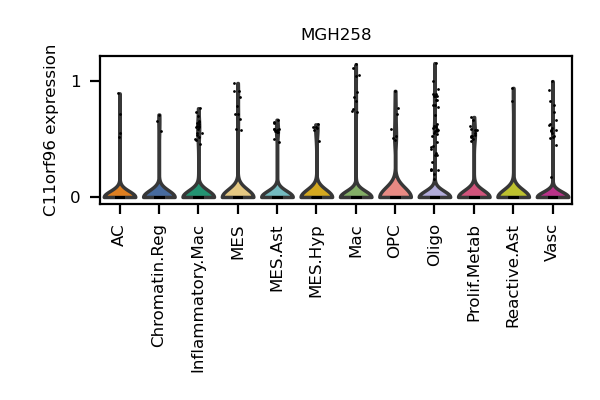 MGH258
C11orf96 expression
1
0
AC
Chromatin.Reg
Inflammatory.Mac
MES
MES.Ast
MES.Hyp
Mac
OPC
Oligo
Prolif.Metab
Reactive.Ast
Vasc